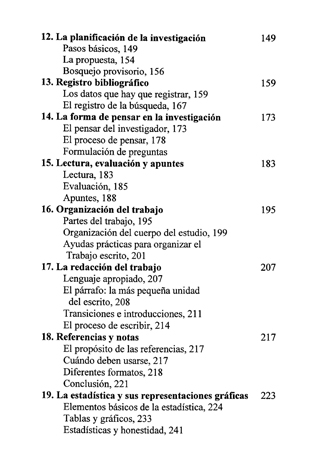 12. La planificación de la investigación 149
Pasos básicos, 149
La propuesta, 154
Bosquejo provisorio, 156
13. Registro bibliográfico 159
Los datos que hay que registrar, 159
El registro de la búsqueda, 167
14. La forma de pensar en la investigación 173
El pensar del investigador, 173
El proceso de pensar, 178
Formulación de preguntas
15. Lectura, evaluación y apuntes 183
Lectura, 183
Evaluación, 185
Apuntes, 188
16. Organización del trabajo 195
Partes del trabajo, 195
Organización del cuerpo del estudio, 199
Ayudas prácticas para organizar el
Trabajo escrito, 201
17. La redacción del trabajo 207
Lenguaje apropiado, 207
El párrafo: la más pequeña unidad
del escrito, 208
Transiciones e introducciones, 211
El proceso de escribir, 214
18. Referencias y notas 217
El propósito de las referencias, 217
Cuándo deben usarse, 217
Diferentes formatos, 218
Conclusión, 221
19. La estadística y sus representaciones gráficas 223
Elementos básicos de la estadística, 224
Tablas y gráficos, 233
Estadísticas y honestidad, 241